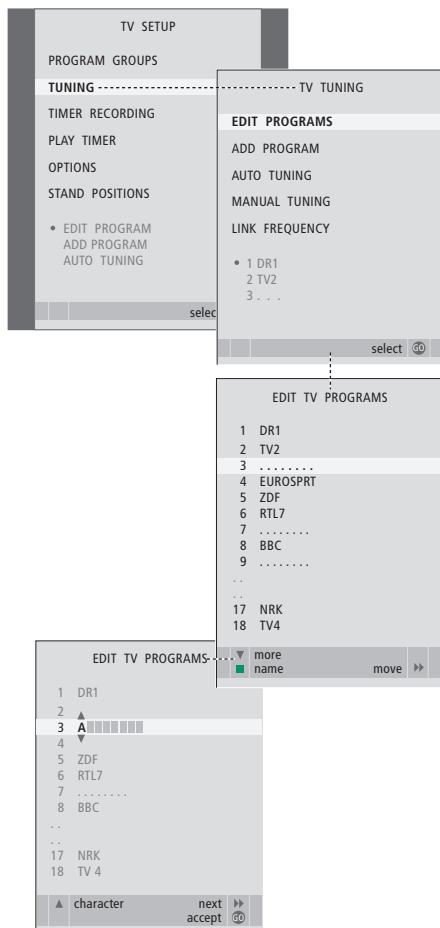 TV SETUP
PROGRAM GROUPS
TUNING
TIMER RECORDING
PLAY TIMER
OPTIONS
STAND POSITIONS
• EDIT PROGRAM
ADD PROGRAM
AUTO TUNING
selec
TV TUNING
EDIT PROGRAMS
ADD PROGRAM
AUTO TUNING
MANUAL TUNING
LINK FREQUENCY
• 1 DR1
2 TV2
3 . . .
select GO
EDIT TV PROGRAMS
1 DR1
2 TV2
3 ........
4 EUROSPRT
5 ZDF
6 RTL7
7 ........
8 BBC
9 ........
. .
. .
17 NRK
18 TV4
▼ more
name move ▸▸
EDIT TV PROGRAMS
1 DR1
2
3 A
4
5 ZDF
6 RTL7
7 ........
8 BBC
. .
. .
17 NRK
18 TV 4
▲ character next ▸▸
accept GO